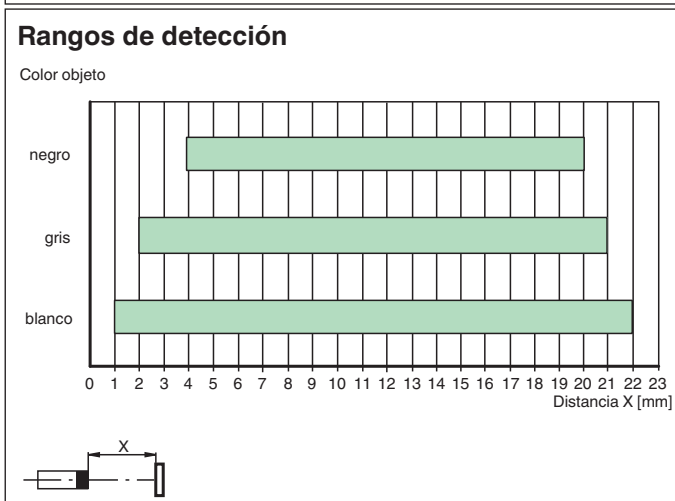 Rangos de detección
Color objeto
negro
gris
blanco
0 1 2 3 4 5 6 7 8 9 10 11 12 13 14 15 16 17 18 19 20 21 22 23
Distancia X [mm]
X